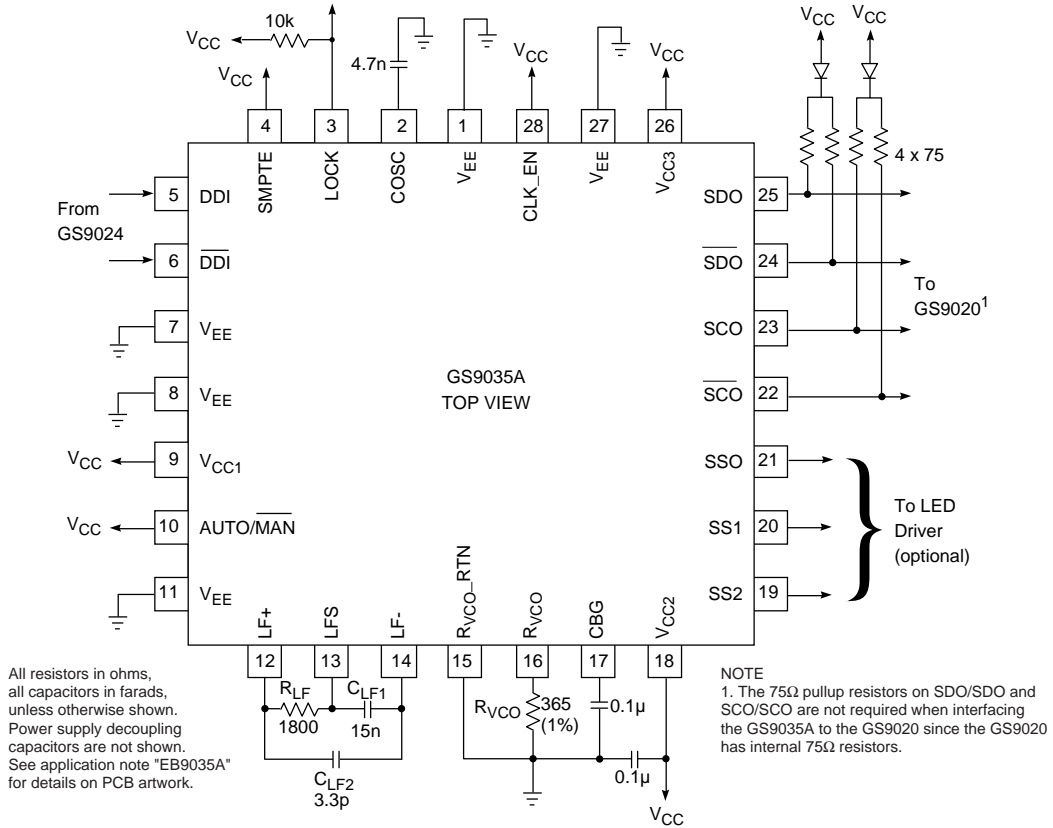 10k
VCC
VCC
4.7n
VCC
VCC
VCC
VCC
4
3
2
1
28
27
26
SMPTE
LOCK
COSC
VEE
CLK_EN
VEE
VCC3
4 x 75
From
GS9024
5 DDI
6 DDI
7 VEE
8 VEE
VCC 9 VCC1
VCC 10 AUTO/MAN
11 VEE
GS9035A
TOP VIEW
SDO 25
SDO 24
SCO 23
SCO 22
SSO 21
SS1 20
SS2 19
To
GS9020¹
To LED
Driver
(optional)
LF+
LFS
LF-
RVCO_RTN
RVCO
CBG
VCC2
12
13
14
15
16
17
18
RLF
1800
CLF1
15n
CLF2
3.3p
RVCO
365
(1%)
0.1µ
0.1µ
VCC
All resistors in ohms,
all capacitors in farads,
unless otherwise shown.
Power supply decoupling
capacitors are not shown.
See application note "EB9035A"
for details on PCB artwork.
NOTE
1. The 75Ω pullup resistors on SDO/SDO and
SCO/SCO are not required when interfacing
the GS9035A to the GS9020 since the GS9020
has internal 75Ω resistors.